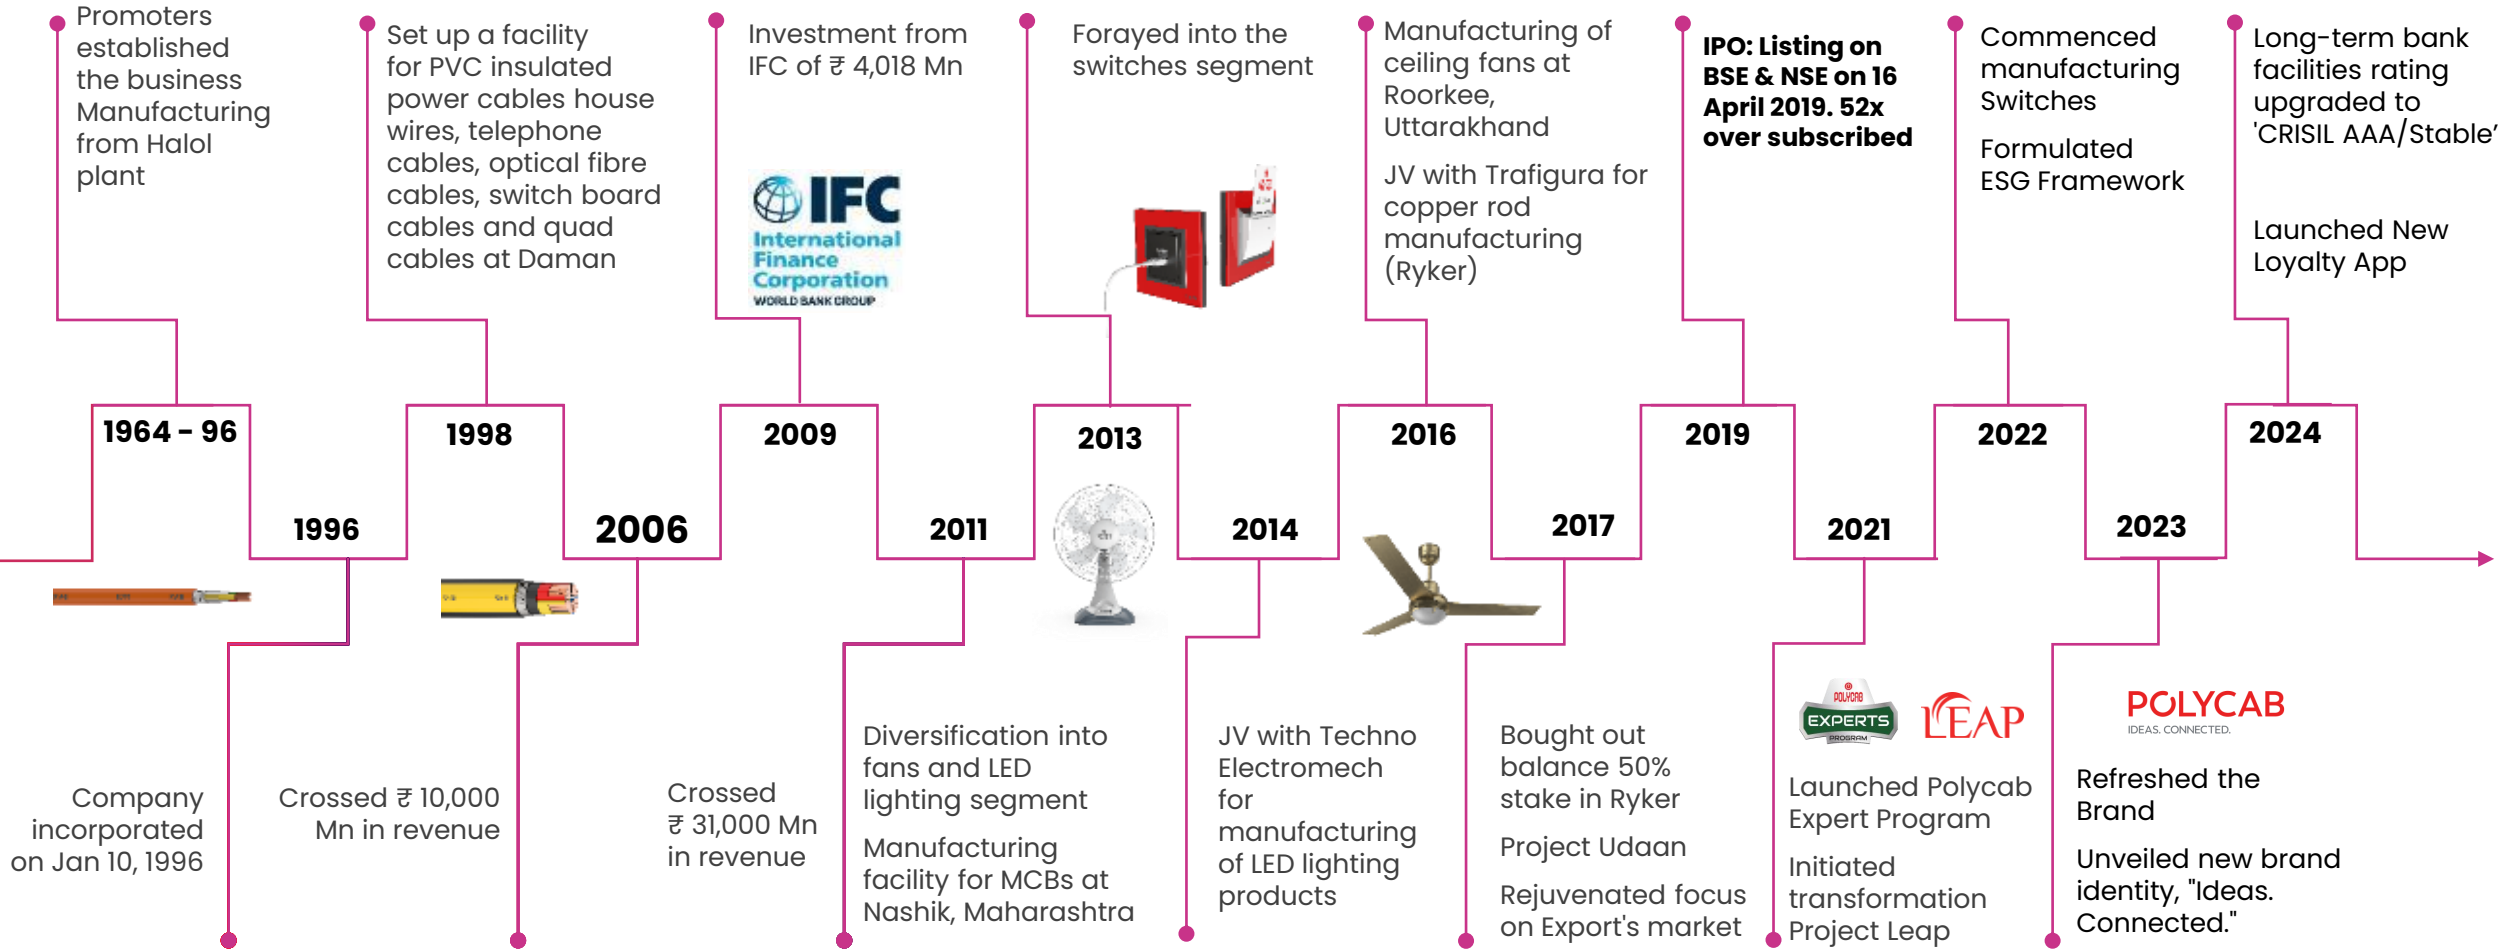 Promoters
established
the business
Manufacturing
from Halol
plant
Set up a facility
for PVC insulated
power cables house
wires, telephone
cables, optical fibre
cables, switch board
cables and quad
cables at Daman
Investment from
IFC of ₹ 4,018 Mn
IFC
International
Finance
Corporation
WORLD BANK GROUP
Forayed into the
switches segment
Manufacturing of
ceiling fans at
Roorkee,
Uttarakhand
JV with Trafigura for
copper rod
manufacturing
(Ryker)
IPO: Listing on
BSE & NSE on 16
April 2019. 52x
over subscribed
Commenced
manufacturing
Switches
Formulated
ESG Framework
Long-term bank
facilities rating
upgraded to
'CRISIL AAA/Stable’
Launched New
Loyalty App
1964 - 96
1998
2009
2013
2016
2019
2022
2024
1996
2006
2011
2014
2017
2021
2023
Company
incorporated
on Jan 10, 1996
Crossed ₹ 10,000
Mn in revenue
Crossed
₹ 31,000 Mn
in revenue
Diversification into
fans and LED
lighting segment
Manufacturing
facility for MCBs at
Nashik, Maharashtra
JV with Techno
Electromech
for
manufacturing
of LED lighting
products
Bought out
balance 50%
stake in Ryker
Project Udaan
Rejuvenated focus
on Export's market
POLYCAB
EXPERTS
PROGRAM
LEAP
Launched Polycab
Expert Program
Initiated
transformation
Project Leap
POLYCAB
IDEAS. CONNECTED.
Refreshed the
Brand
Unveiled new brand
identity, "Ideas.
Connected."